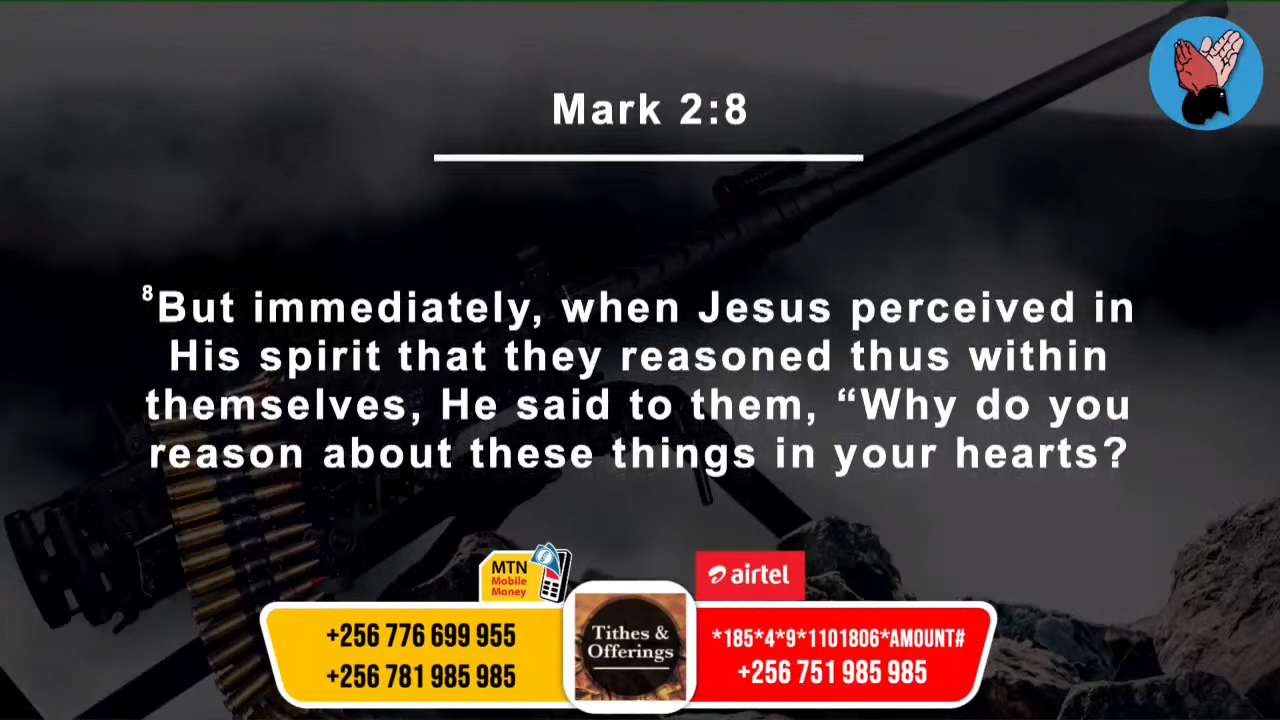 Mark 2:8
8But immediately, when Jesus perceived in
His spirit that they reasoned thus within
themselves, He said to them, “Why do you
reason about these things in your hearts?
MTN
Mobile
Money
airtel
+256 776 699 955
+256 781 985 985
Tithes &
Offerings
*185*4*9*1101806*AMOUNT#
+256 751 985 985